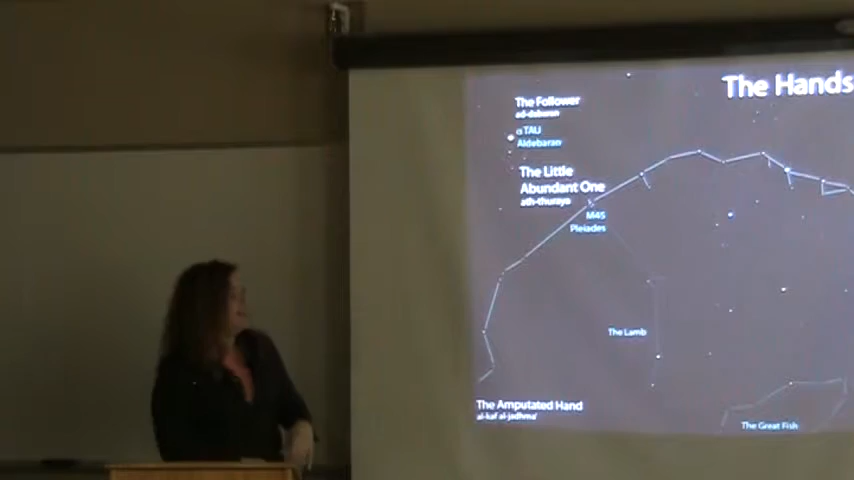 The Hands
The Follower
ad-dabaran
α TAU
Aldebaran
The Little
Abundant One
ath-thuraya
M45
Pleiades
The Lamb
The Amputated Hand
al-kaf al-jadhma'
The Great Fish